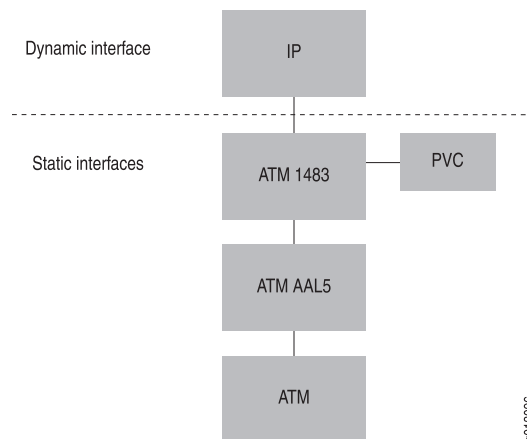 Dynamic interface
IP
Static interfaces
ATM 1483
PVC
ATM AAL5
ATM